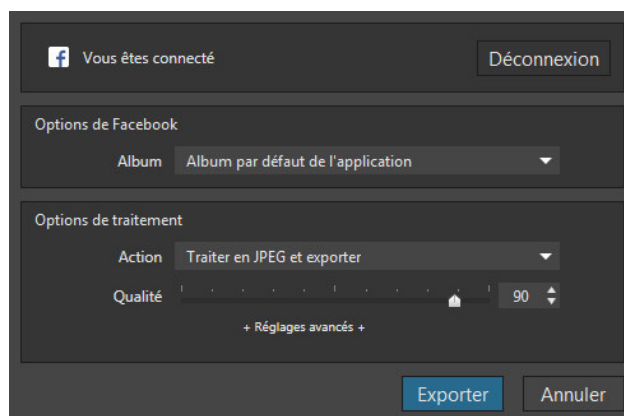 Vous êtes connecté
Déconnexion
Options de Facebook
Album Album par défaut de l'application
Options de traitement
Action Traiter en JPEG et exporter
Qualité 90
+ Réglages avancés +
Exporter Annuler